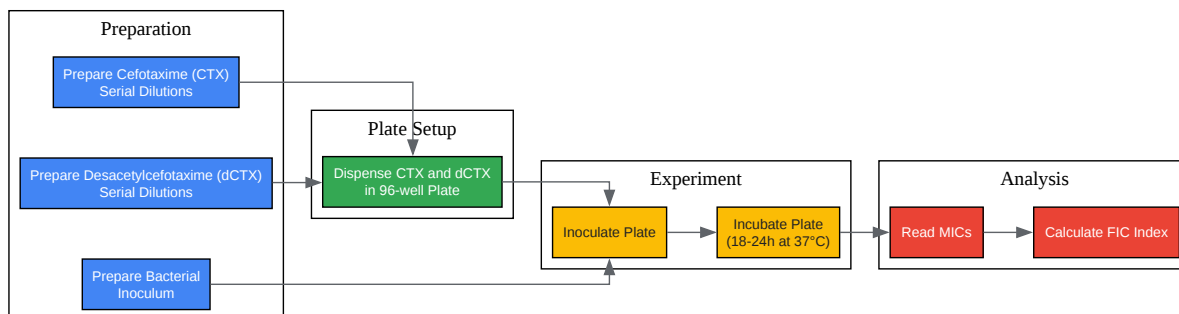 Preparation
Prepare Cefotaxime (CTX)
Serial Dilutions
Prepare Desacetylcefotaxime (dCTX)
Serial Dilutions
Prepare Bacterial
Inoculum
Plate Setup
Dispense CTX and dCTX
in 96-well Plate
Experiment
Inoculate Plate
Incubate Plate
(18-24h at 37°C)
Analysis
Read MICs
Calculate FIC Index